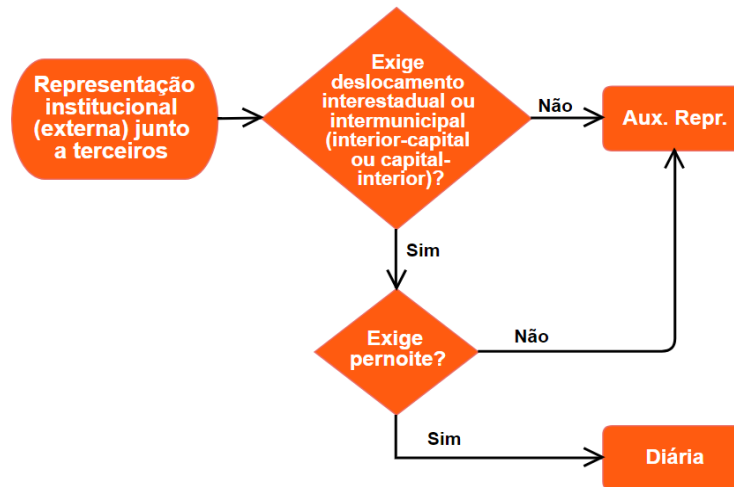 Representação
institucional
(externa) junto
a terceiros
Exige
deslocamento
interestadual ou
intermunicipal
(interior-capital
ou capital-
interior)?
Não
Aux. Repr.
Sim
Exige
pernoite?
Não
Sim
Diária